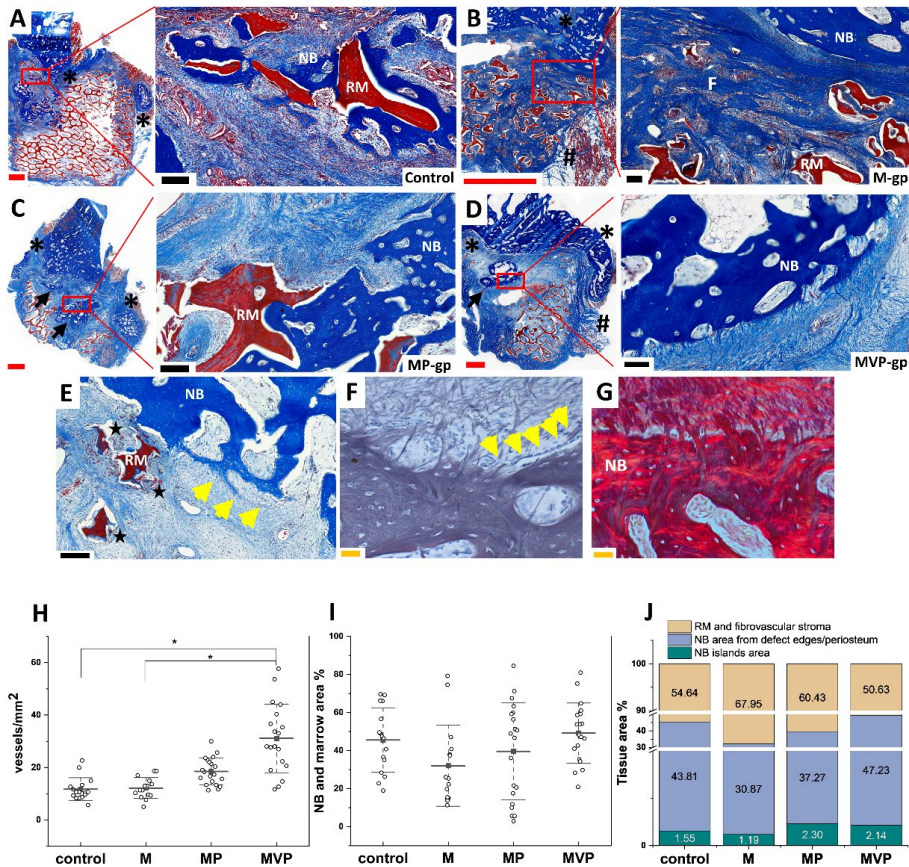 A
*
*
NB
RM
Control
B
*
#
NB
F
RM
M-gp
C
*
*
NB
RM
MP-gp
D
*
*
#
NB
MVP-gp
E
NB
RM
F
G
NB
H
vessels/mm2
60
40
20
0
*
*
control M MP MVP
I
NB and marrow area %
100
80
60
40
20
0
control M MP MVP
J
RM and fibrovascular stroma
NB area from defect edges/periosteum
NB islands area
Tissue area %
100
90
40
30
0
54.64 67.95 60.43 50.63
43.81 30.87 37.27 47.23
1.55 1.19 2.30 2.14
control M MP MVP